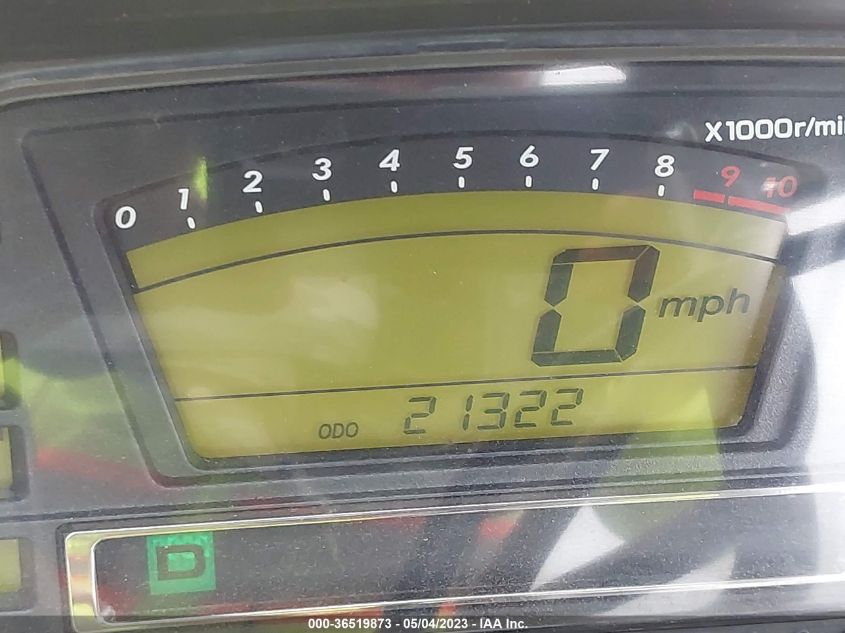 X1000r/min
0 1 2 3 4 5 6 7 8 9 10
0 mph
ODO 21322
D
000-36519873 - 05/04/2023 - IAA Inc.